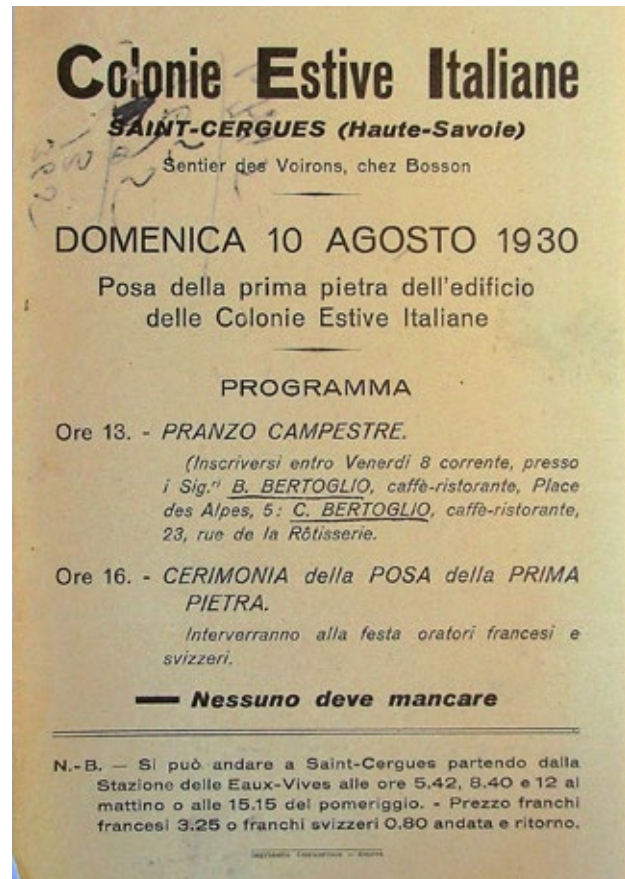 Colonie Estive Italiane
SAINT-CERGUES (Haute-Savoie)
Sentier des Voirons, chez Bosson
DOMENICA 10 AGOSTO 1930
Posa della prima pietra dell'edificio
delle Colonie Estive Italiane
PROGRAMMA
Ore 13. - PRANZO CAMPESTRE.
(Inscriversi entro Venerdi 8 corrente, presso
i Sig.ri B. BERTOGLIO, caffè-ristorante, Place
des Alpes, 5: C. BERTOGLIO, caffè-ristorante,
23, rue de la Rôtisserie.
Ore 16. - CERIMONIA della POSA della PRIMA
PIETRA.
Interverranno alla festa oratori francesi e
svizzeri.
Nessuno deve mancare
N.-B. — Si può andare a Saint-Cergues partendo dalla
Stazione delle Eaux-Vives alle ore 5.42, 8.40 e 12 al
mattino o alle 15.15 del pomeriggio. - Prezzo franchi
francesi 3.25 o franchi svizzeri 0.80 andata e ritorno.